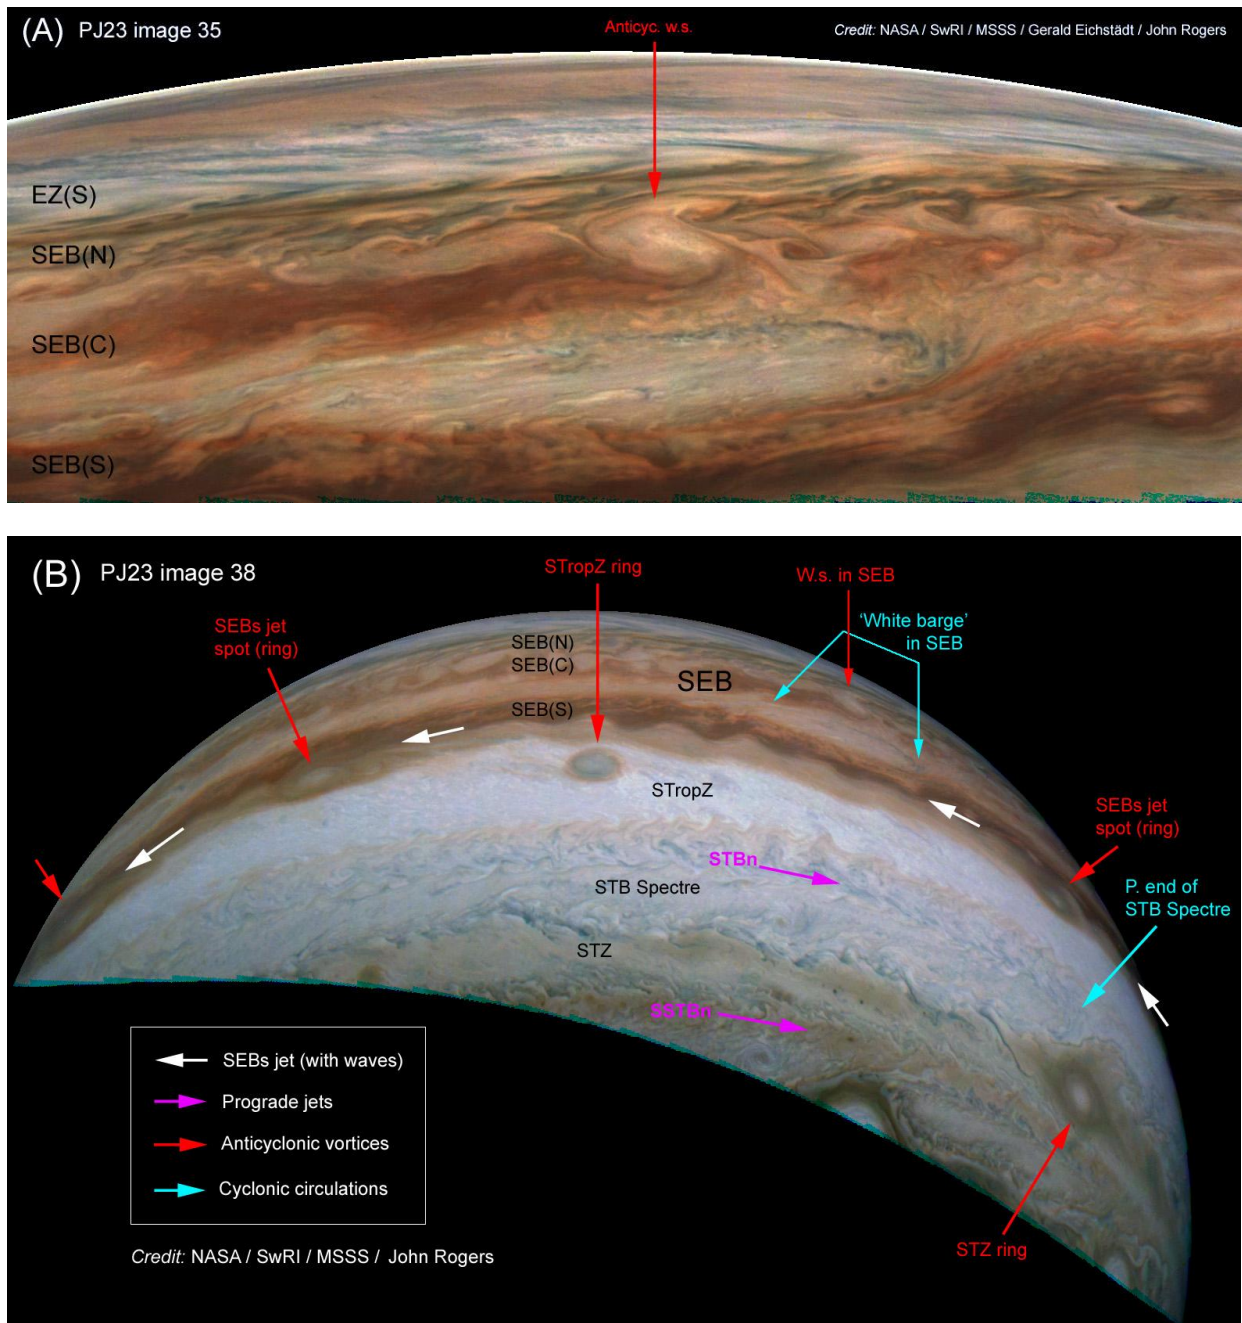 (A) PJ23 image 35
Anticyc. w.s.
Credit: NASA / SwRI / MSSS / Gerald Eichstädt / John Rogers
EZ(S)
SEB(N)
SEB(C)
SEB(S)
(B) PJ23 image 38
STropZ ring
W.s. in SEB
'White barge'
in SEB
SEBs jet
spot (ring)
SEB(N)
SEB(C)
SEB
SEB(S)
STropZ
SEBs jet
spot (ring)
STBn
STB Spectre
P. end of
STB Spectre
STZ
SSTBn
SEBs jet (with waves)
Prograde jets
Anticyclonic vortices
Cyclonic circulations
STZ ring
Credit: NASA / SwRI / MSSS / John Rogers